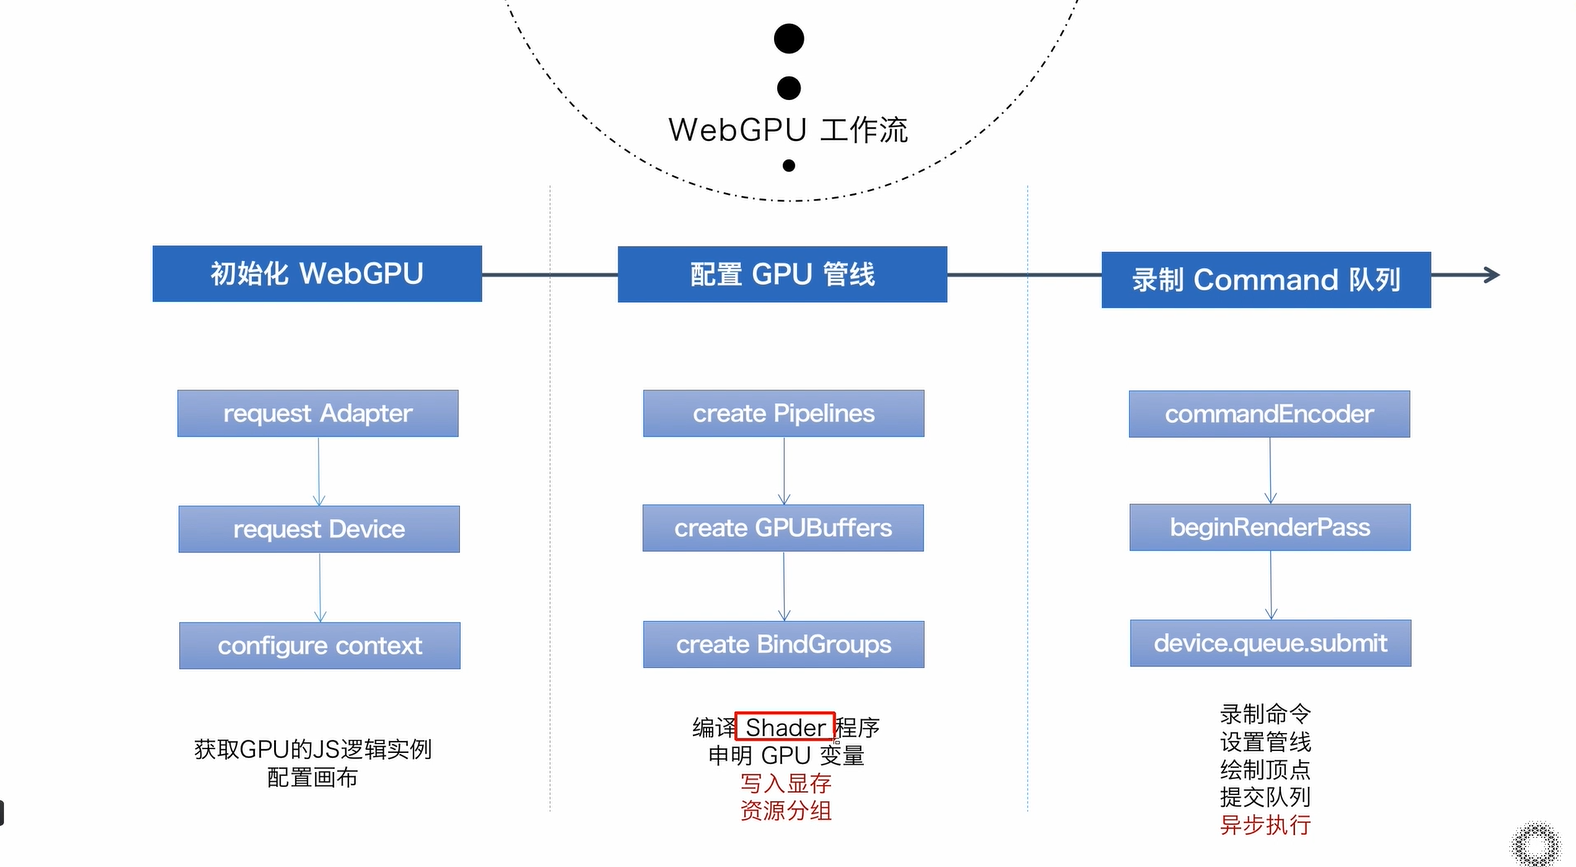 WebGPU 工作流
初始化 WebGPU
配置 GPU 管线
录制 Command 队列
request Adapter
request Device
configure context
获取GPU的JS逻辑实例
配置画布
create Pipelines
create GPUBuffers
create BindGroups
编译 Shader 程序
申明 GPU 变量
写入显存
资源分组
commandEncoder
beginRenderPass
device.queue.submit
录制命令
设置管线
绘制顶点
提交队列
异步执行